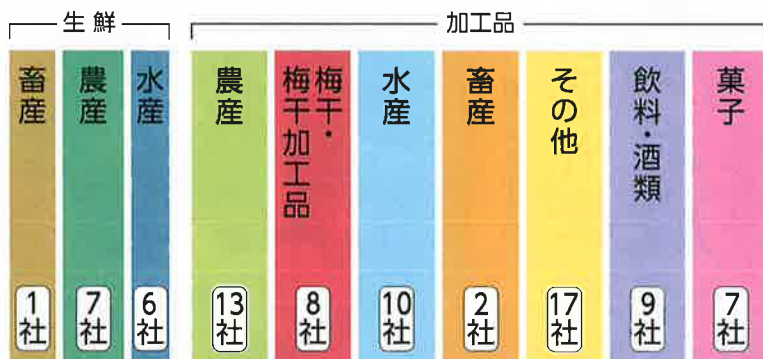 生鮮
加工品
畜産
農産
水産
農産
梅干・
梅干加工品
水産
畜産
その他
飲料・酒類
菓子
1社
7社
6社
13社
8社
10社
2社
17社
9社
7社